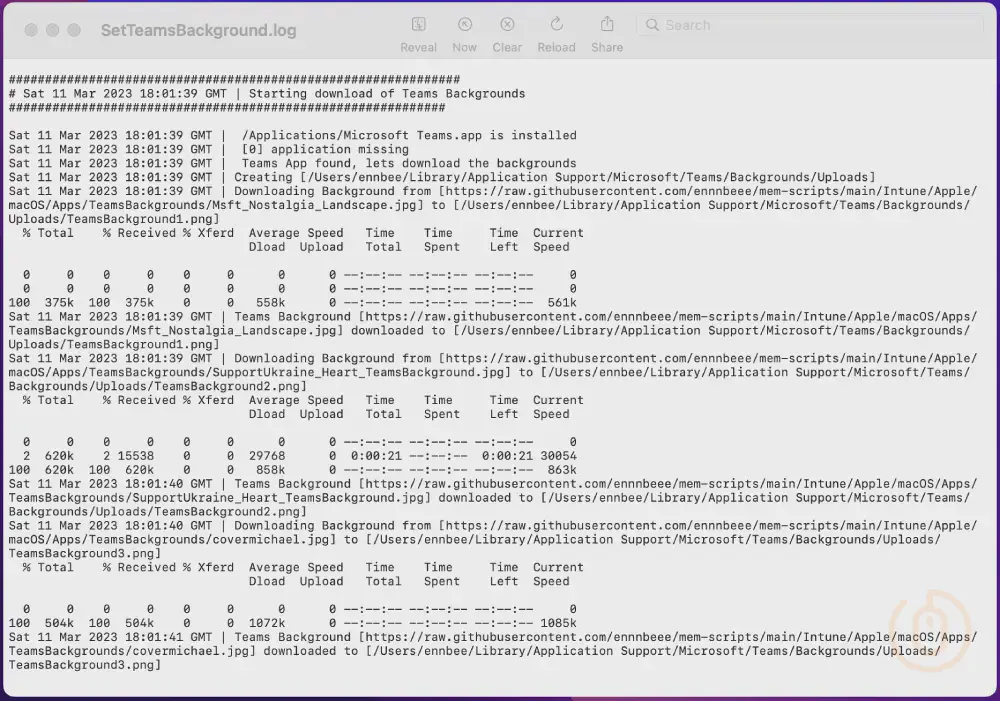 SetTeamsBackground.log
Reveal Now Clear Reload Share
Search
##############################################################
# Sat 11 Mar 2023 18:01:39 GMT | Starting download of Teams Backgrounds
############################################################
Sat 11 Mar 2023 18:01:39 GMT |  /Applications/Microsoft Teams.app is installed
Sat 11 Mar 2023 18:01:39 GMT |  [0] application missing
Sat 11 Mar 2023 18:01:39 GMT |  Teams App found, lets download the backgrounds
Sat 11 Mar 2023 18:01:39 GMT | Creating [/Users/ennbee/Library/Application Support/Microsoft/Teams/Backgrounds/Uploads]
Sat 11 Mar 2023 18:01:39 GMT | Downloading Background from [https://raw.githubusercontent.com/ennnbeee/mem-scripts/main/Intune/Apple/
macOS/Apps/TeamsBackgrounds/Msft_Nostalgia_Landscape.jpg] to [/Users/ennbee/Library/Application Support/Microsoft/Teams/Backgrounds/
Uploads/TeamsBackground1.png]
% Total % Received % Xferd Average Speed Time Time Time Current
Dload Upload Total Spent Left Speed
0 0 0 0 0 0 0 0 --:--:-- --:--:-- --:--:-- 0
0 0 0 0 0 0 0 0 --:--:-- --:--:-- --:--:-- 0
100 375k 100 375k 0 0 558k 0 --:--:-- --:--:-- --:--:-- 561k
Sat 11 Mar 2023 18:01:39 GMT | Teams Background [https://raw.githubusercontent.com/ennnbeee/mem-scripts/main/Intune/Apple/macOS/Apps/
TeamsBackgrounds/Msft_Nostalgia_Landscape.jpg] downloaded to [/Users/ennbee/Library/Application Support/Microsoft/Teams/Backgrounds/
Uploads/TeamsBackground1.png]
Sat 11 Mar 2023 18:01:39 GMT | Downloading Background from [https://raw.githubusercontent.com/ennnbeee/mem-scripts/main/Intune/Apple/
macOS/Apps/TeamsBackgrounds/SupportUkraine_Heart_TeamsBackground.jpg] to [/Users/ennbee/Library/Application Support/Microsoft/Teams/
Backgrounds/Uploads/TeamsBackground2.png]
% Total % Received % Xferd Average Speed Time Time Time Current
Dload Upload Total Spent Left Speed
0 0 0 0 0 0 0 0 --:--:-- --:--:-- --:--:-- 0
2 620k 2 15538 0 0 29768 0 0:00:21 --:--:-- 0:00:21 30054
100 620k 100 620k 0 0 858k 0 --:--:-- --:--:-- --:--:-- 863k
Sat 11 Mar 2023 18:01:40 GMT | Teams Background [https://raw.githubusercontent.com/ennnbeee/mem-scripts/main/Intune/Apple/macOS/Apps/
TeamsBackgrounds/SupportUkraine_Heart_TeamsBackground.jpg] downloaded to [/Users/ennbee/Library/Application Support/Microsoft/Teams/
Backgrounds/Uploads/TeamsBackground2.png]
Sat 11 Mar 2023 18:01:40 GMT | Downloading Background from [https://raw.githubusercontent.com/ennnbeee/mem-scripts/main/Intune/Apple/
macOS/Apps/TeamsBackgrounds/covermichael.jpg] to [/Users/ennbee/Library/Application Support/Microsoft/Teams/Backgrounds/Uploads/
TeamsBackground3.png]
% Total % Received % Xferd Average Speed Time Time Time Current
Dload Upload Total Spent Left Speed
0 0 0 0 0 0 0 0 --:--:-- --:--:-- --:--:-- 0
100 504k 100 504k 0 0 1072k 0 --:--:-- --:--:-- --:--:-- 1085k
Sat 11 Mar 2023 18:01:41 GMT | Teams Background [https://raw.githubusercontent.com/ennnbeee/mem-scripts/main/Intune/Apple/macOS/Apps/
TeamsBackgrounds/covermichael.jpg] downloaded to [/Users/ennbee/Library/Application Support/Microsoft/Teams/Backgrounds/Uploads/
TeamsBackground3.png]